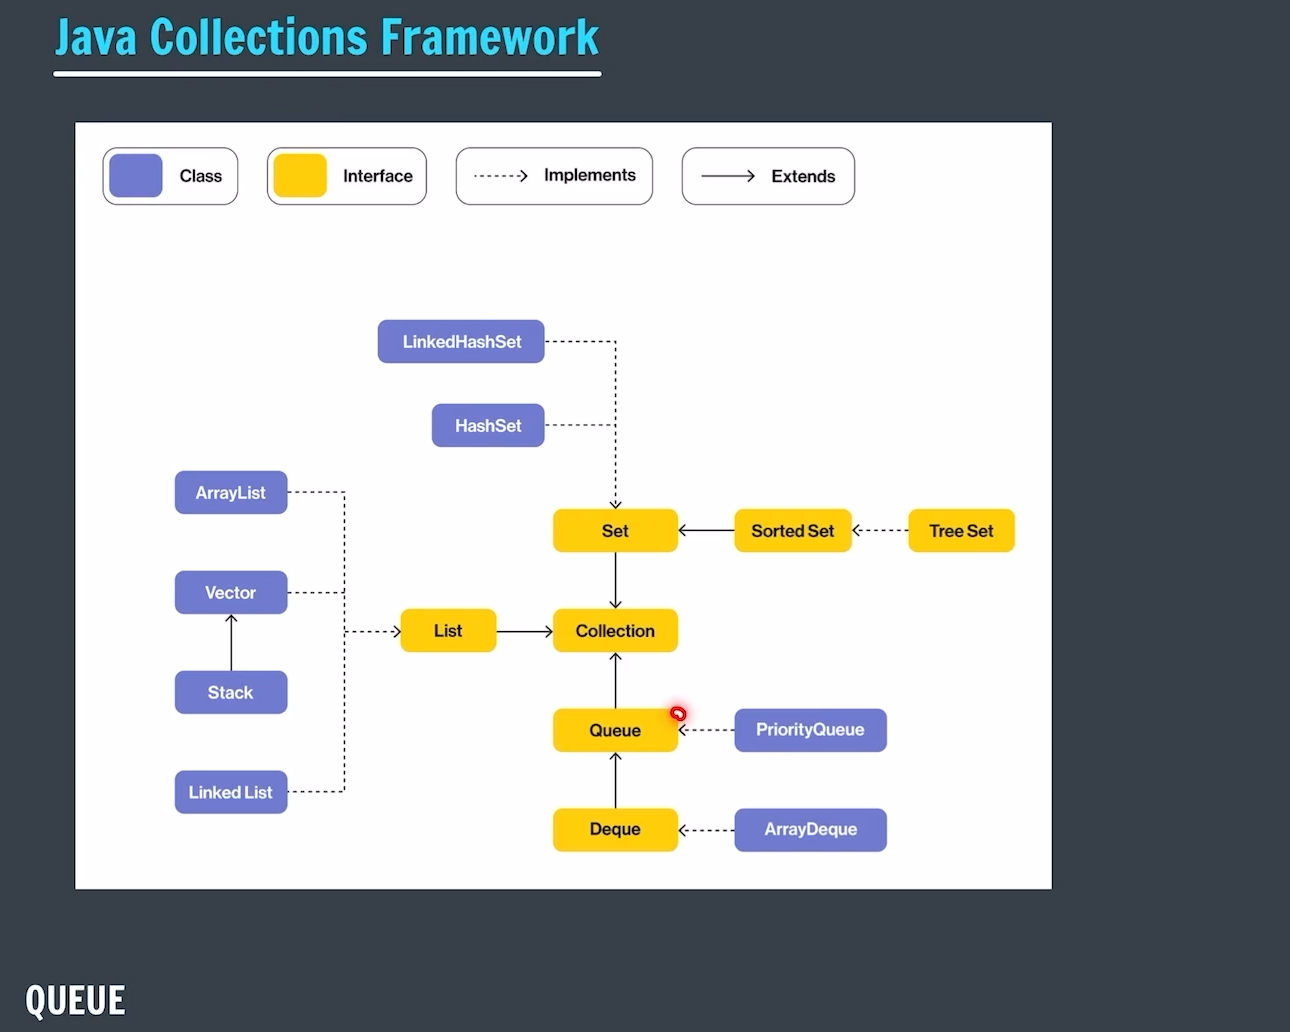 Java Collections Framework
Class
Interface
Implements
Extends
LinkedHashSet
HashSet
ArrayList
Set
Sorted Set
Tree Set
Vector
List
Collection
Stack
Queue
PriorityQueue
Linked List
Deque
ArrayDeque
QUEUE